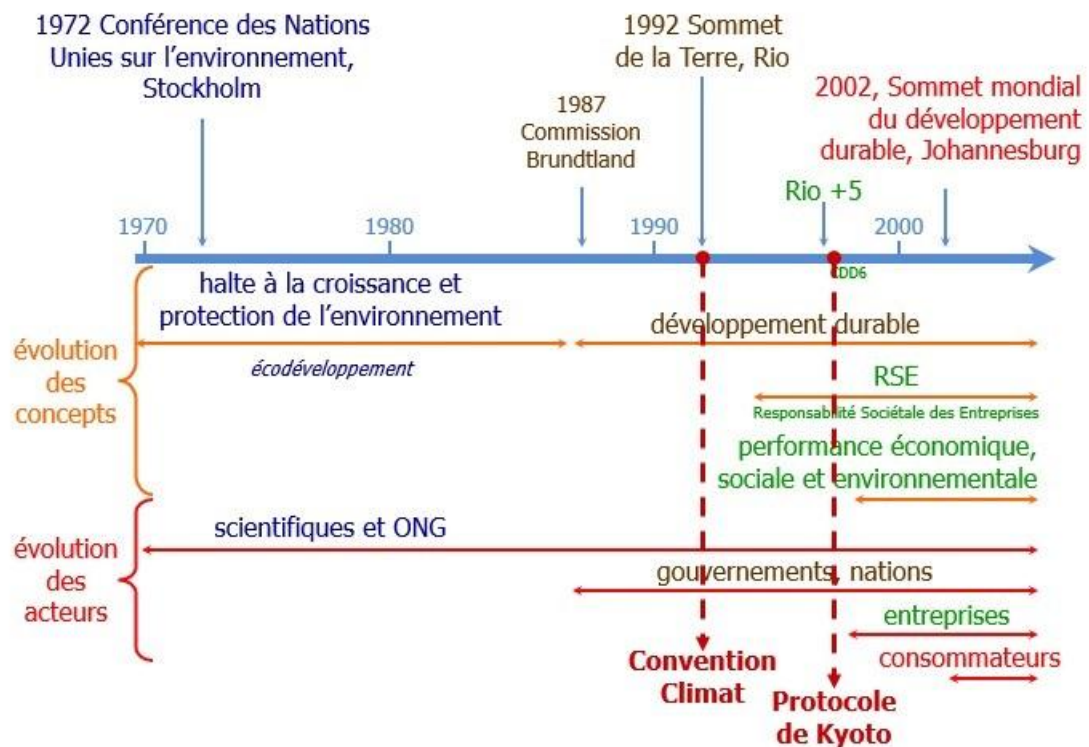 1972 Conférence des Nations
Unies sur l’environnement,
Stockholm
1987
Commission
Brundtland
1992 Sommet
de la Terre, Rio
2002, Sommet mondial
du développement
durable, Johannesburg
Rio +5
1970
1980
1990
2000
CDD6
évolution
des
concepts
halte à la croissance et
protection de l’environnement
écodéveloppement
développement durable
RSE
Responsabilité Sociétale des Entreprises
performance économique,
sociale et environnementale
évolution
des
acteurs
scientifiques et ONG
gouvernements, nations
entreprises
consommateurs
Convention
Climat
Protocole
de Kyoto